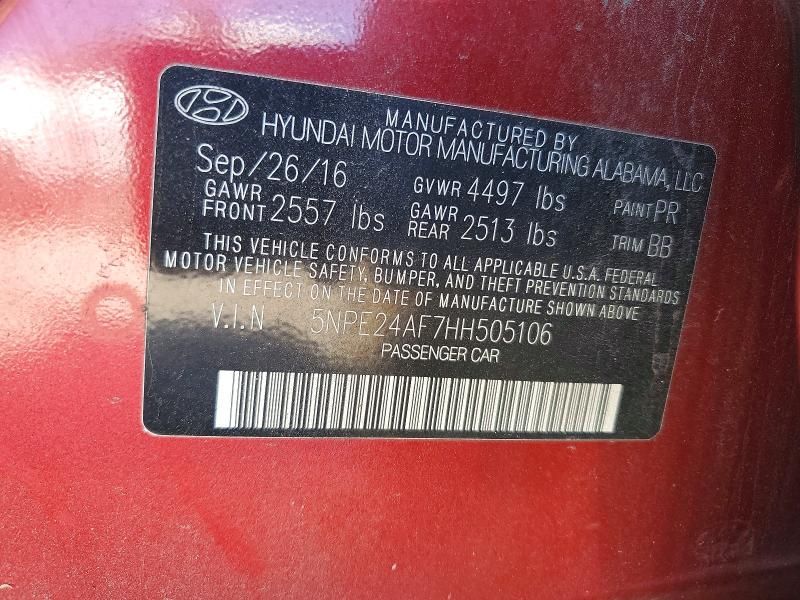 MANUFACTURED BY
HYUNDAI MOTOR MANUFACTURING ALABAMA, LLC
Sep/26/16 GVWR 4497 lbs PAINT PR
GAWR FRONT 2557 lbs GAWR REAR 2513 lbs TRIM BB
THIS VEHICLE CONFORMS TO ALL APPLICABLE U.S.A. FEDERAL
MOTOR VEHICLE SAFETY, BUMPER, AND THEFT PREVENTION STANDARDS
IN EFFECT ON THE DATE OF MANUFACTURE SHOWN ABOVE
V.I.N 5NPE24AF7HH505106
PASSENGER CAR